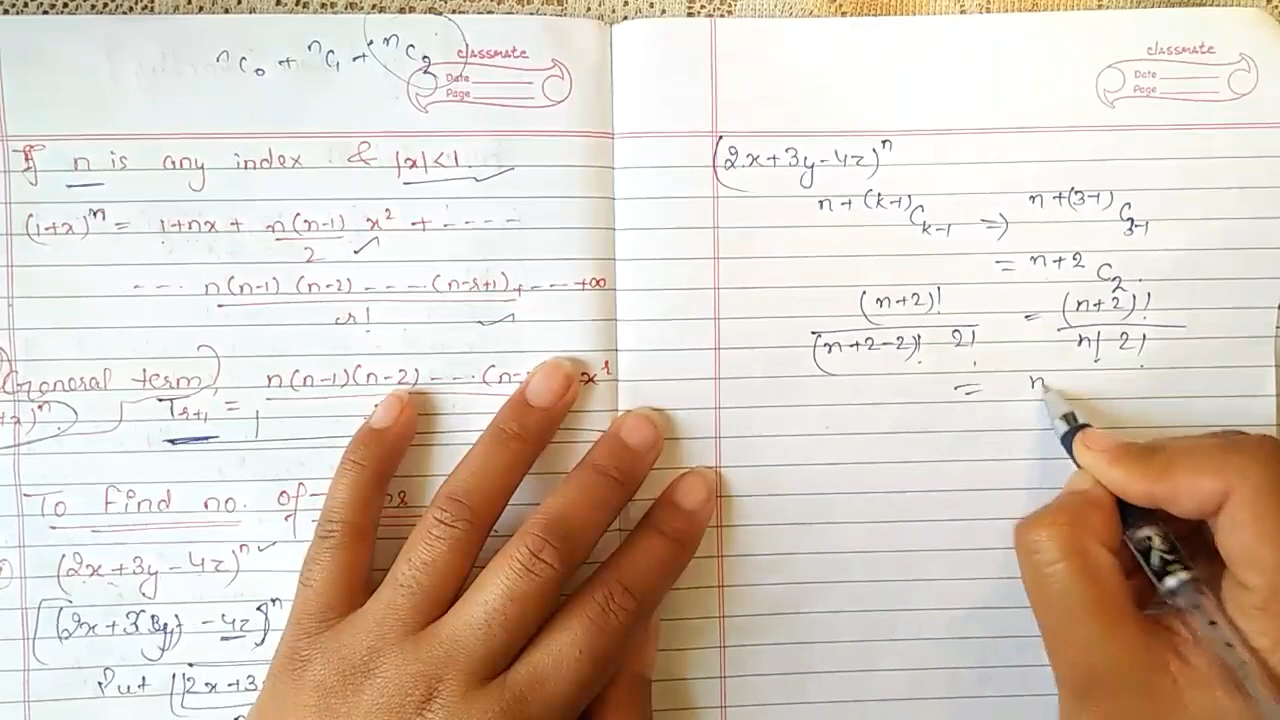 ⁿC₀ + ⁿC₁ + ⁿC₂
classmate
Date
Page
If n is any index & |x|<1.
(1+x)ⁿ = 1+nx + n(n-1)/2 x² + ----
--- n(n-1)(n-2) ---- (n-r+1)/r! + --- +∞
General term) n(n-1)(n-2) --- (n- xʳ
+x)ⁿ. Tᵣ₊₁ =
To find no. of
(2x+3y-4z)ⁿ
- 4z]ⁿ
Put [(2x+3
classmate
Date
Page
(2x+3y-4z)ⁿ
n+(k-1)Cₖ₋₁ ⇒ n+(3-1)C₃₋₁
= n+2C₂.
(n+2)!/(n+2-2)! 2! = (n+2)!/n! 2!
= n